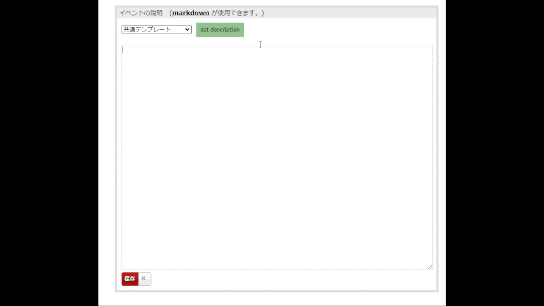 イベントの説明 (markdown が使用できます。)
共通テンプレート set description
保存 ×